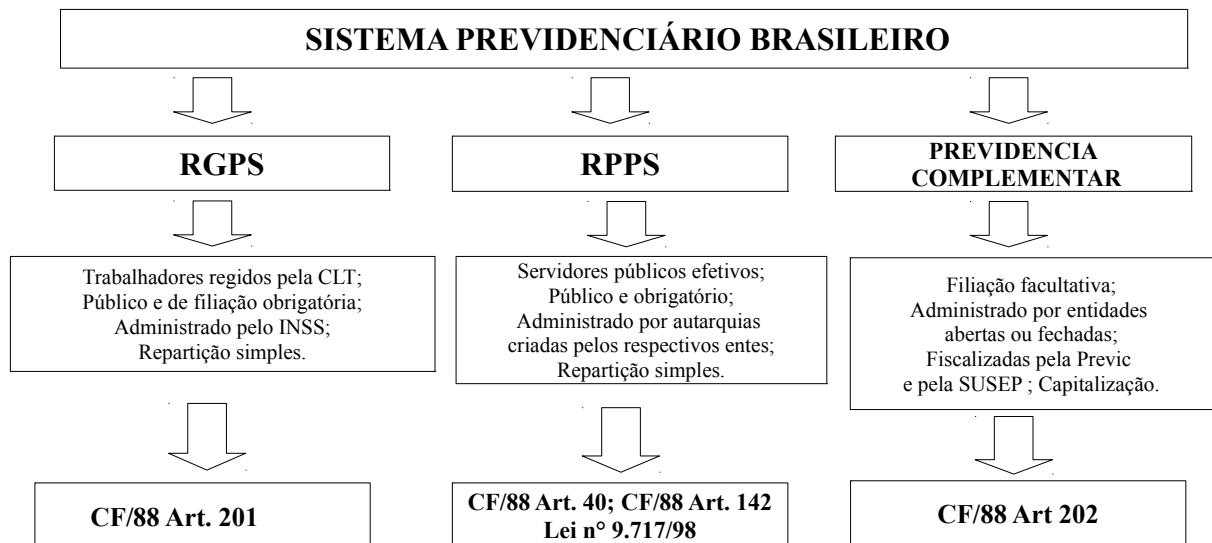 SISTEMA PREVIDENCIÁRIO BRASILEIRO
RGPS
RPPS
PREVIDENCIA
COMPLEMENTAR
Trabalhadores regidos pela CLT;
Público e de filiação obrigatória;
Administrado pelo INSS;
Repartição simples.
Servidores públicos efetivos;
Público e obrigatório;
Administrado por autarquias
criadas pelos respectivos entes;
Repartição simples.
Filiação facultativa;
Administrado por entidades
abertas ou fechadas;
Fiscalizadas pela Previc
e pela SUSEP ; Capitalização.
CF/88 Art. 201
CF/88 Art. 40; CF/88 Art. 142
Lei n° 9.717/98
CF/88 Art 202